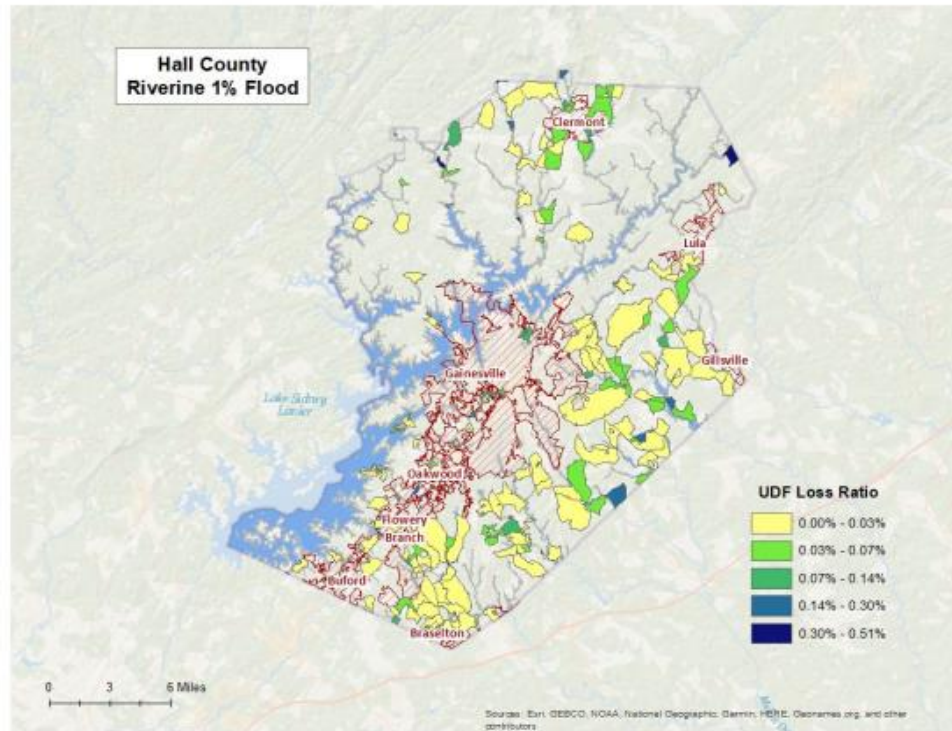 Hall County
Riverine 1% Flood
Clermont
Lula
Gillsville
Gainesville
Lake Sidney
Lanier
Oakwood
Flowery
Branch
Buford
Braselton
UDF Loss Ratio
0.00% - 0.03%
0.03% - 0.07%
0.07% - 0.14%
0.14% - 0.30%
0.30% - 0.51%
0 3 6 Miles
Sources: Esri, GEBCO, NOAA, National Geographic, Garmin, HERE, Geonames.org, and other
contributors